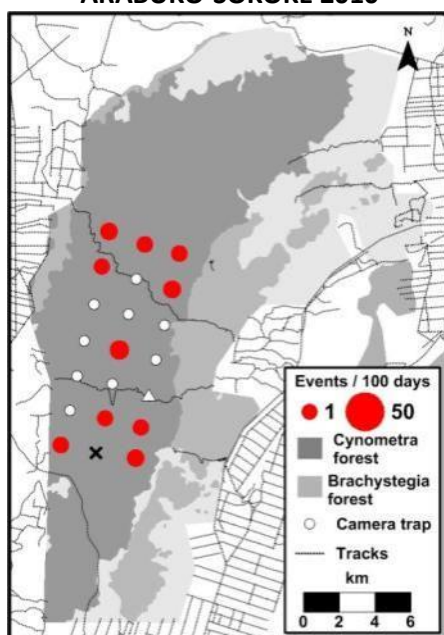 ARABUKO-SOKOKE
N
Events / 100 days
1 50
Cynometra
forest
Brachystegia
forest
Camera trap
Tracks
km
0 2 4 6